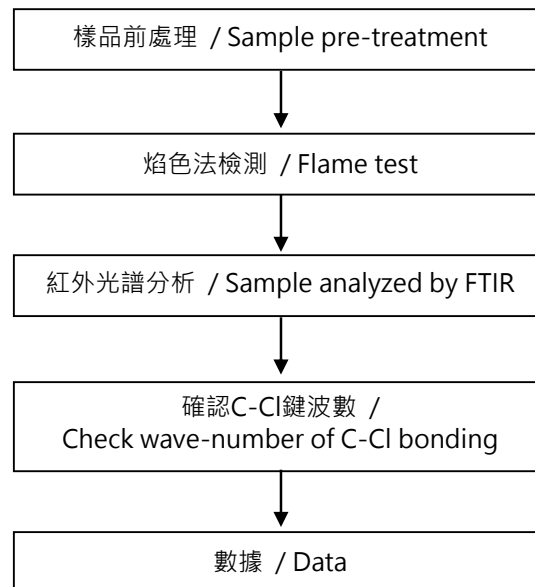 樣品前處理 / Sample pre-treatment
焰色法檢測 / Flame test
紅外光譜分析 / Sample analyzed by FTIR
確認C-Cl鍵波數 /
Check wave-number of C-Cl bonding
數據 / Data